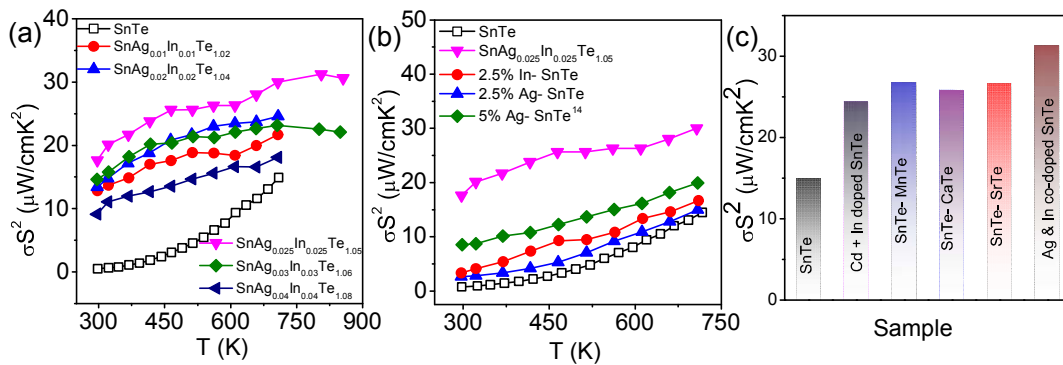 (a)
SnTe
SnAg0.01In0.01Te1.02
SnAg0.02In0.02Te1.04
SnAg0.025In0.025Te1.05
SnAg0.03In0.03Te1.06
SnAg0.04In0.04Te1.08
σS2 (μW/cmK2)
40
30
20
10
0
300 450 600 750 900
T (K)
(b)
SnTe
SnAg0.025In0.025Te1.05
2.5% In- SnTe
2.5% Ag- SnTe
5% Ag- SnTe14
σS2 (μW/cmK2)
50
40
30
20
10
0
300 450 600 750
T (K)
(c)
σS2 (μW/cmK2)
30
20
10
0
SnTe
Cd + In doped SnTe
SnTe- MnTe
SnTe- CaTe
SnTe- SrTe
Ag & In co-doped SnTe
Sample